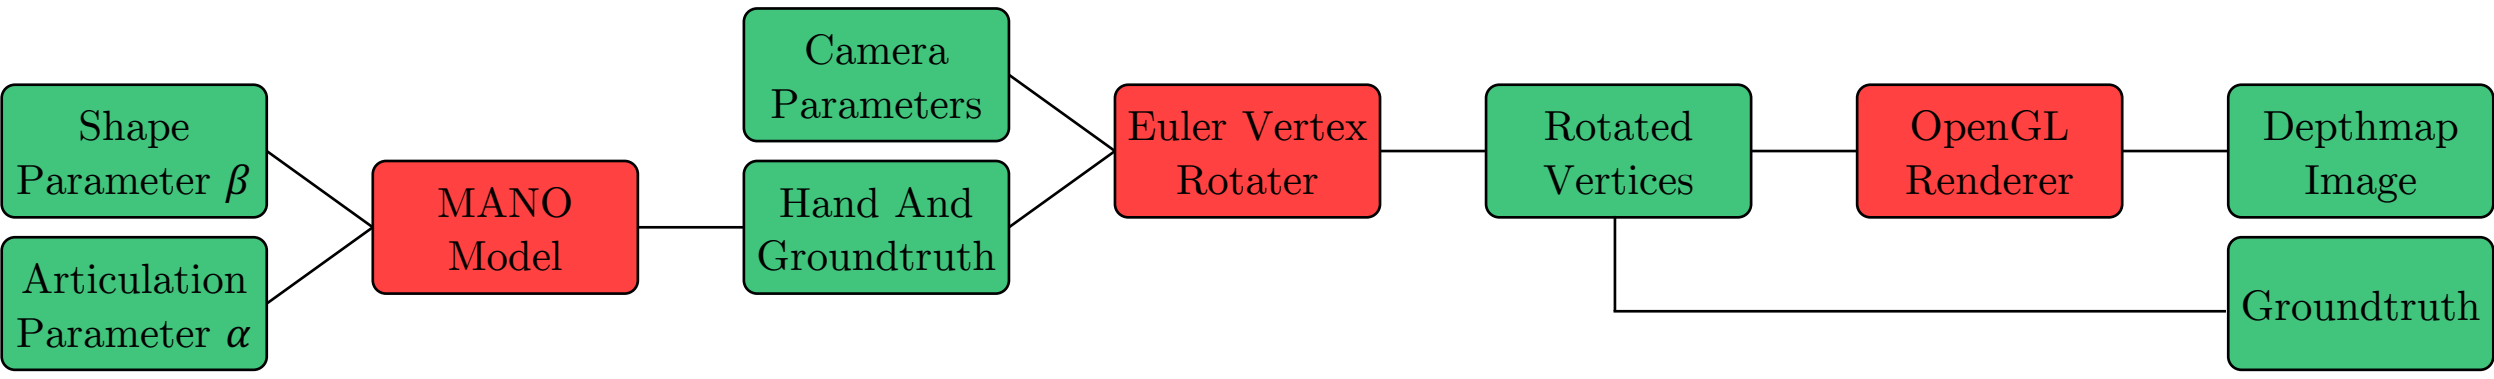 Shape
Parameter β
Articulation
Parameter α
MANO
Model
Camera
Parameters
Hand And
Groundtruth
Euler Vertex
Rotater
Rotated
Vertices
OpenGL
Renderer
Depthmap
Image
Groundtruth